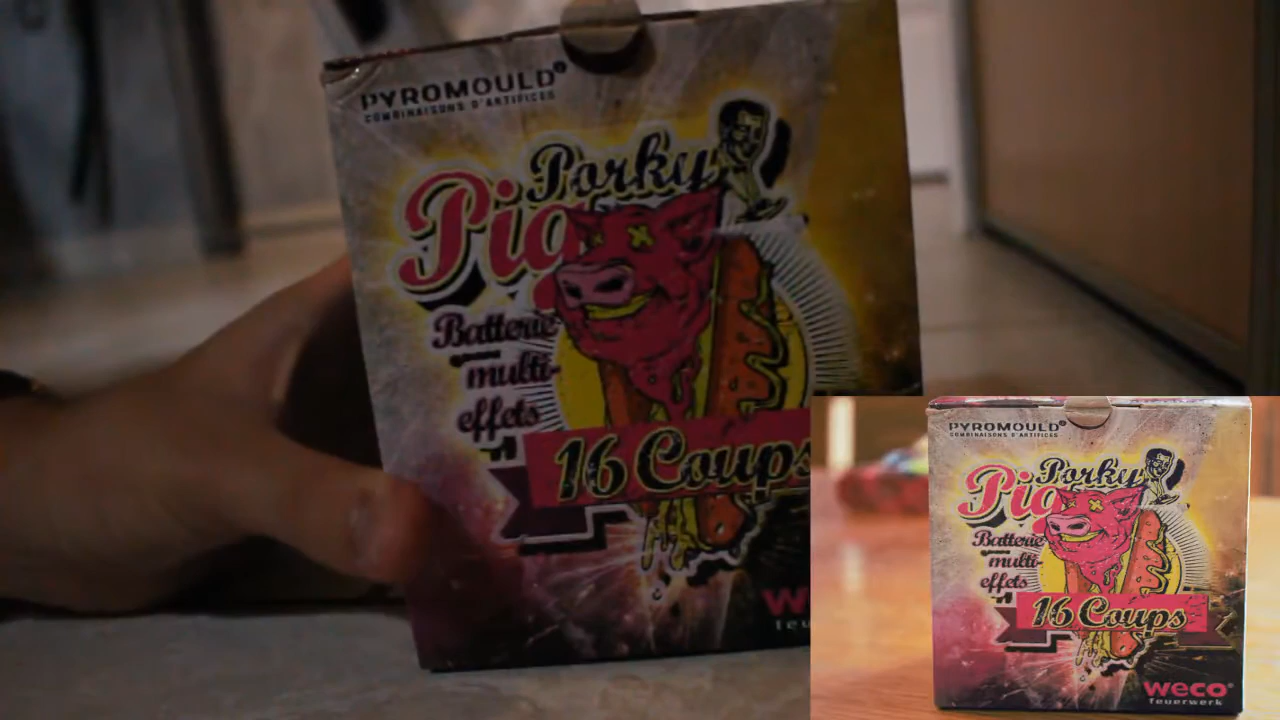 PYROMOULD®
COMBINAISONS D'ARTIFICES
Porky
Pig
Batterie
multi-
effets
16 Coups
PYROMOULD®
COMBINAISONS D'ARTIFICES
Porky
Pig
Batterie
multi-
effets
16 Coups
weco®
feuerwerk